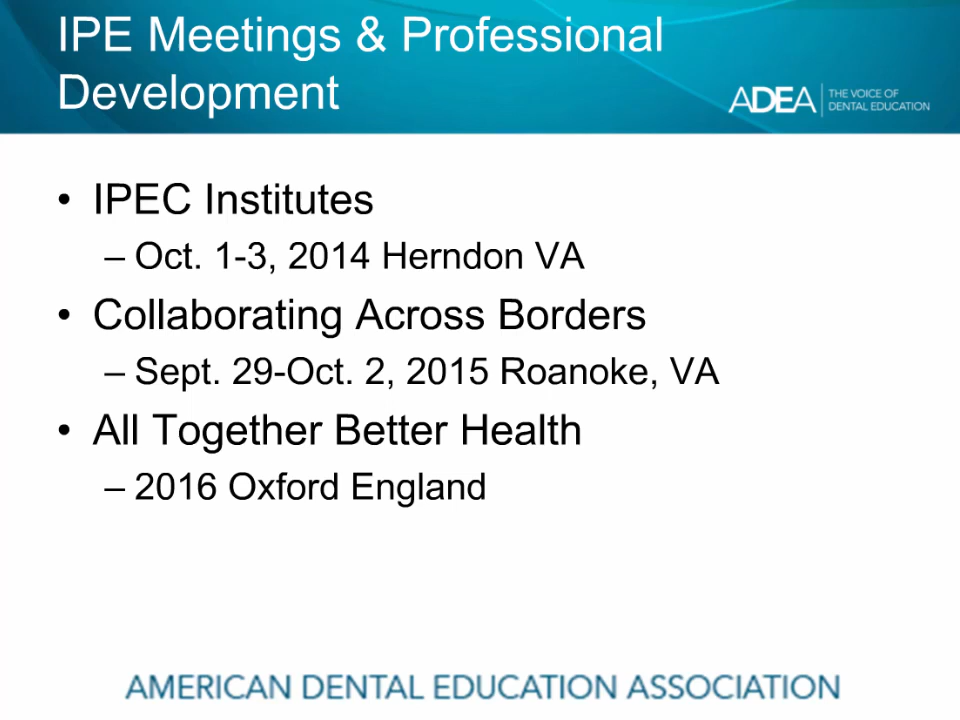 IPE Meetings & Professional
Development
ADEA
THE VOICE OF
DENTAL EDUCATION
• IPEC Institutes
– Oct. 1-3, 2014 Herndon VA
• Collaborating Across Borders
– Sept. 29-Oct. 2, 2015 Roanoke, VA
• All Together Better Health
– 2016 Oxford England
AMERICAN DENTAL EDUCATION ASSOCIATION